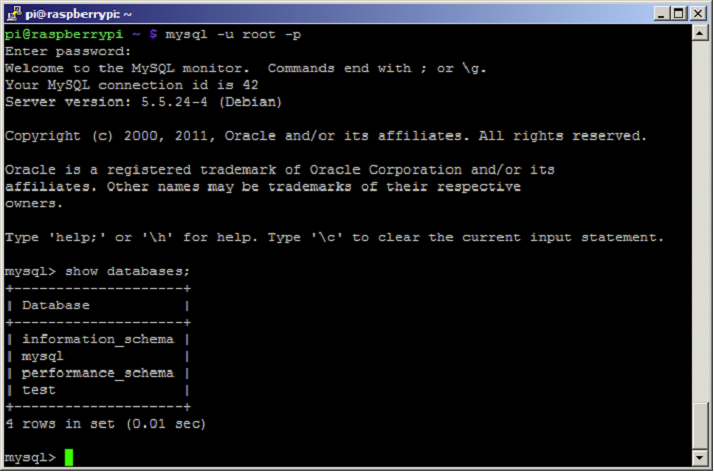 pi@raspberrypi: ~
pi@raspberrypi ~ $ mysql -u root -p
Enter password:
Welcome to the MySQL monitor.  Commands end with ; or \g.
Your MySQL connection id is 42
Server version: 5.5.24-4 (Debian)
Copyright (c) 2000, 2011, Oracle and/or its affiliates. All rights reserved.
Oracle is a registered trademark of Oracle Corporation and/or its
affiliates. Other names may be trademarks of their respective
owners.
Type 'help;' or '\h' for help. Type '\c' to clear the current input statement.
mysql> show databases;
+--------------------+
| Database           |
+--------------------+
| information_schema |
| mysql              |
| performance_schema |
| test               |
+--------------------+
4 rows in set (0.01 sec)
mysql>